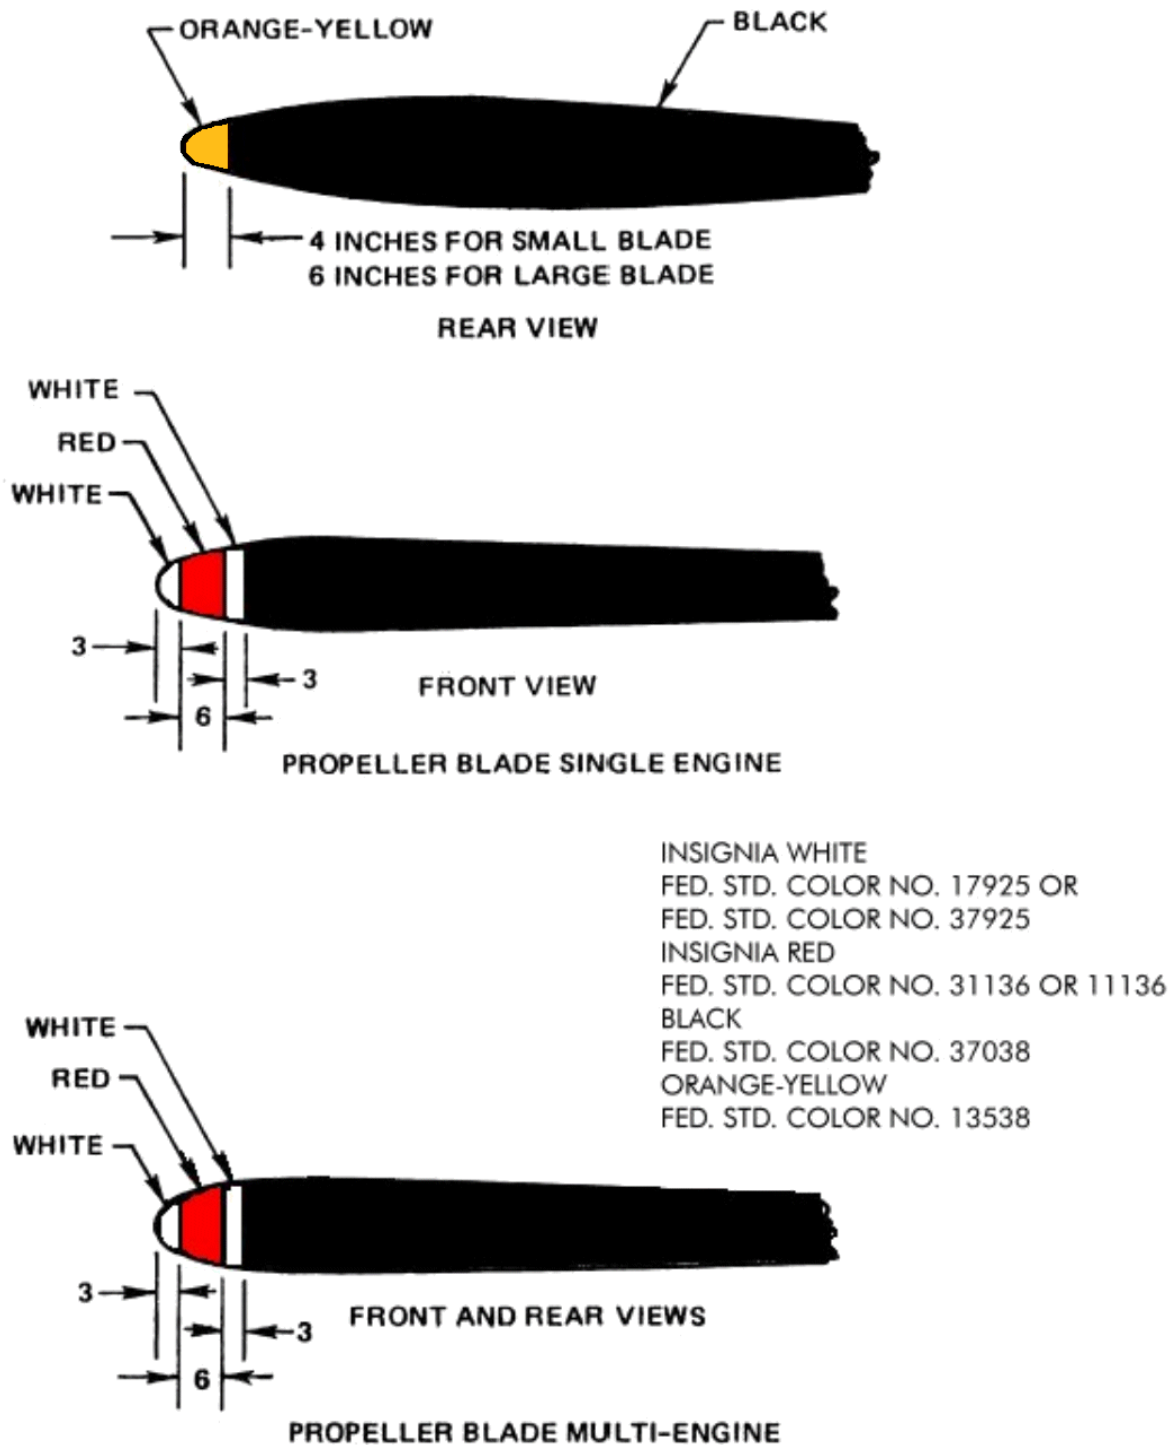 ORANGE-YELLOW
BLACK
4 INCHES FOR SMALL BLADE
6 INCHES FOR LARGE BLADE
REAR VIEW
WHITE
RED
WHITE
3
3
6
FRONT VIEW
PROPELLER BLADE SINGLE ENGINE
INSIGNIA WHITE
FED. STD. COLOR NO. 17925 OR
FED. STD. COLOR NO. 37925
INSIGNIA RED
FED. STD. COLOR NO. 31136 OR 11136
BLACK
FED. STD. COLOR NO. 37038
ORANGE-YELLOW
FED. STD. COLOR NO. 13538
WHITE
RED
WHITE
3
3
6
FRONT AND REAR VIEWS
PROPELLER BLADE MULTI-ENGINE